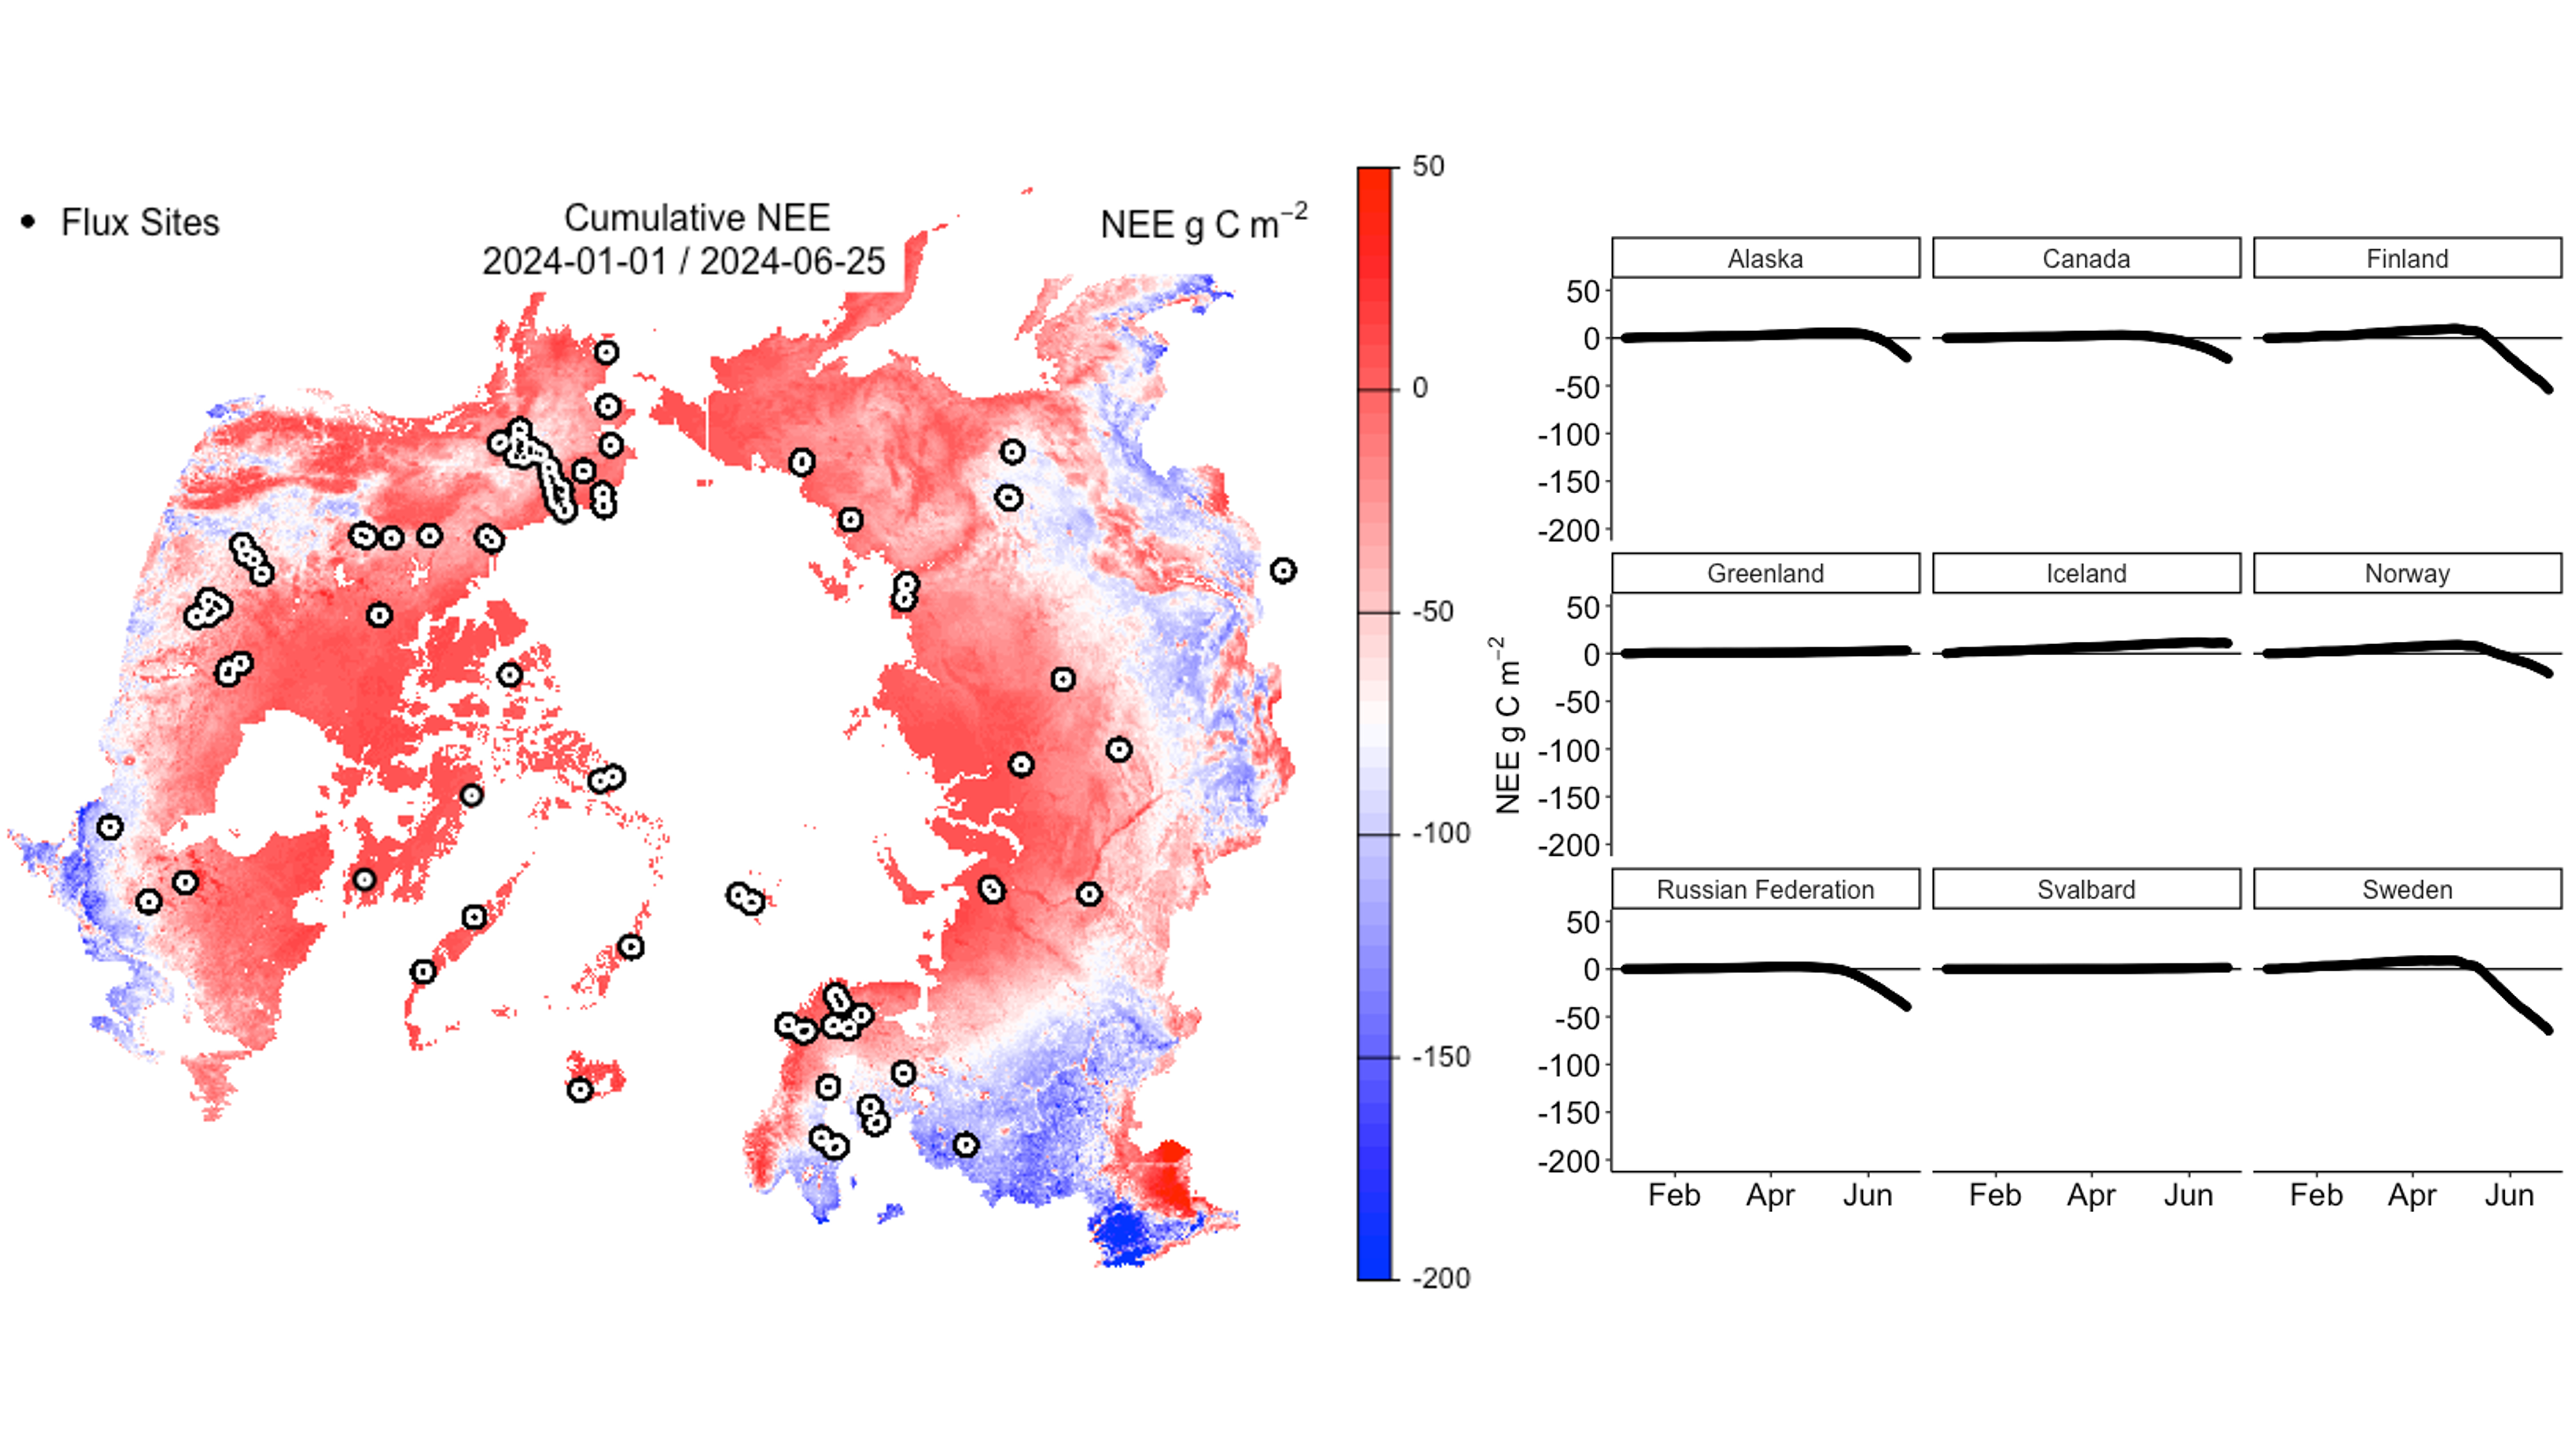 • Flux Sites
Cumulative NEE
2024-01-01 / 2024-06-25
NEE g C m⁻²
50
0
-50
-100
-150
-200
NEE g C m⁻²
Alaska
Canada
Finland
50
0
-50
-100
-150
-200
Greenland
Iceland
Norway
50
0
-50
-100
-150
-200
Russian Federation
Svalbard
Sweden
50
0
-50
-100
-150
-200
Feb Apr Jun
Feb Apr Jun
Feb Apr Jun